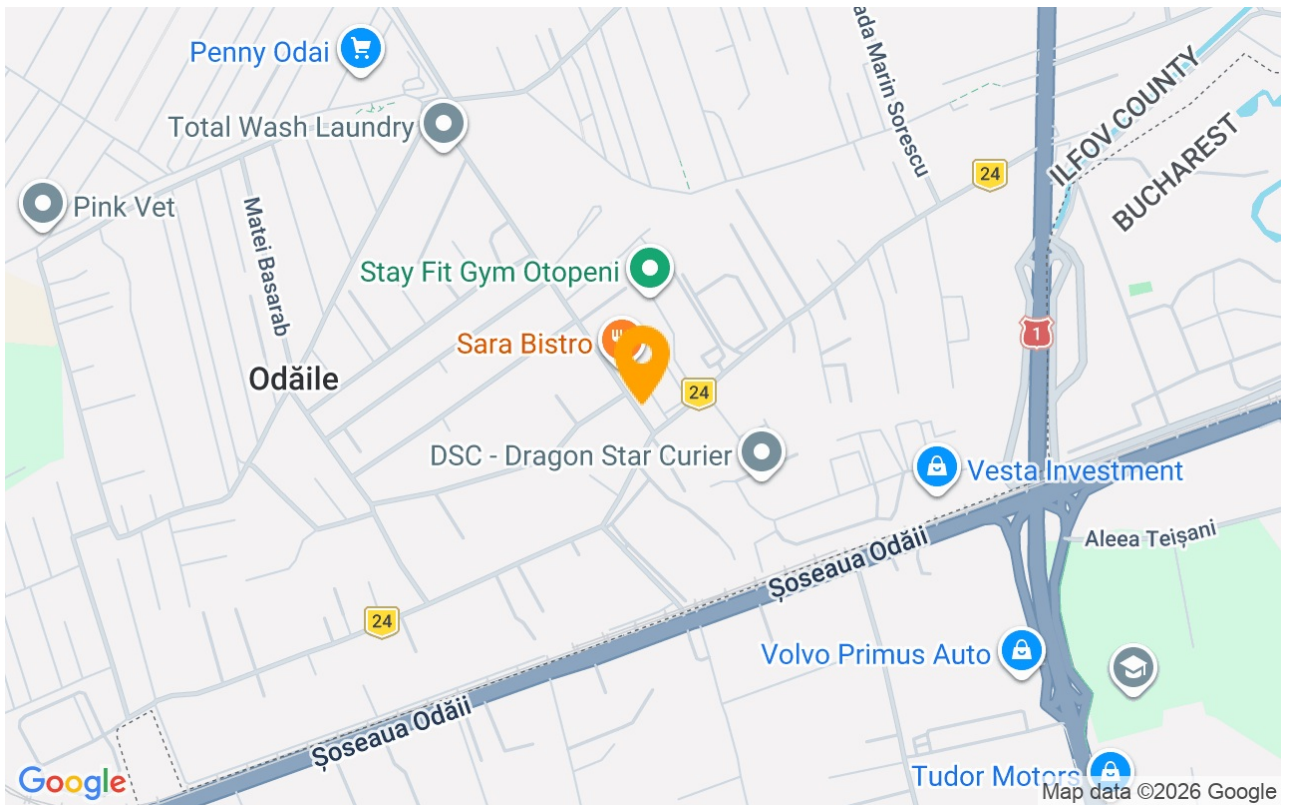 Penny Odai
Total Wash Laundry
Pink Vet
Matei Basarab
Marin Sorescu
24
ILFOV COUNTY
BUCHAREST
Stay Fit Gym Otopeni
Sara Bistro
1
Odăile
24
DSC - Dragon Star Curier
Vesta Investment
Aleea Teișani
Șoseaua Odăii
24
Volvo Primus Auto
Șoseaua Odăii
Tudor Motors
Google
Map data ©2026 Google